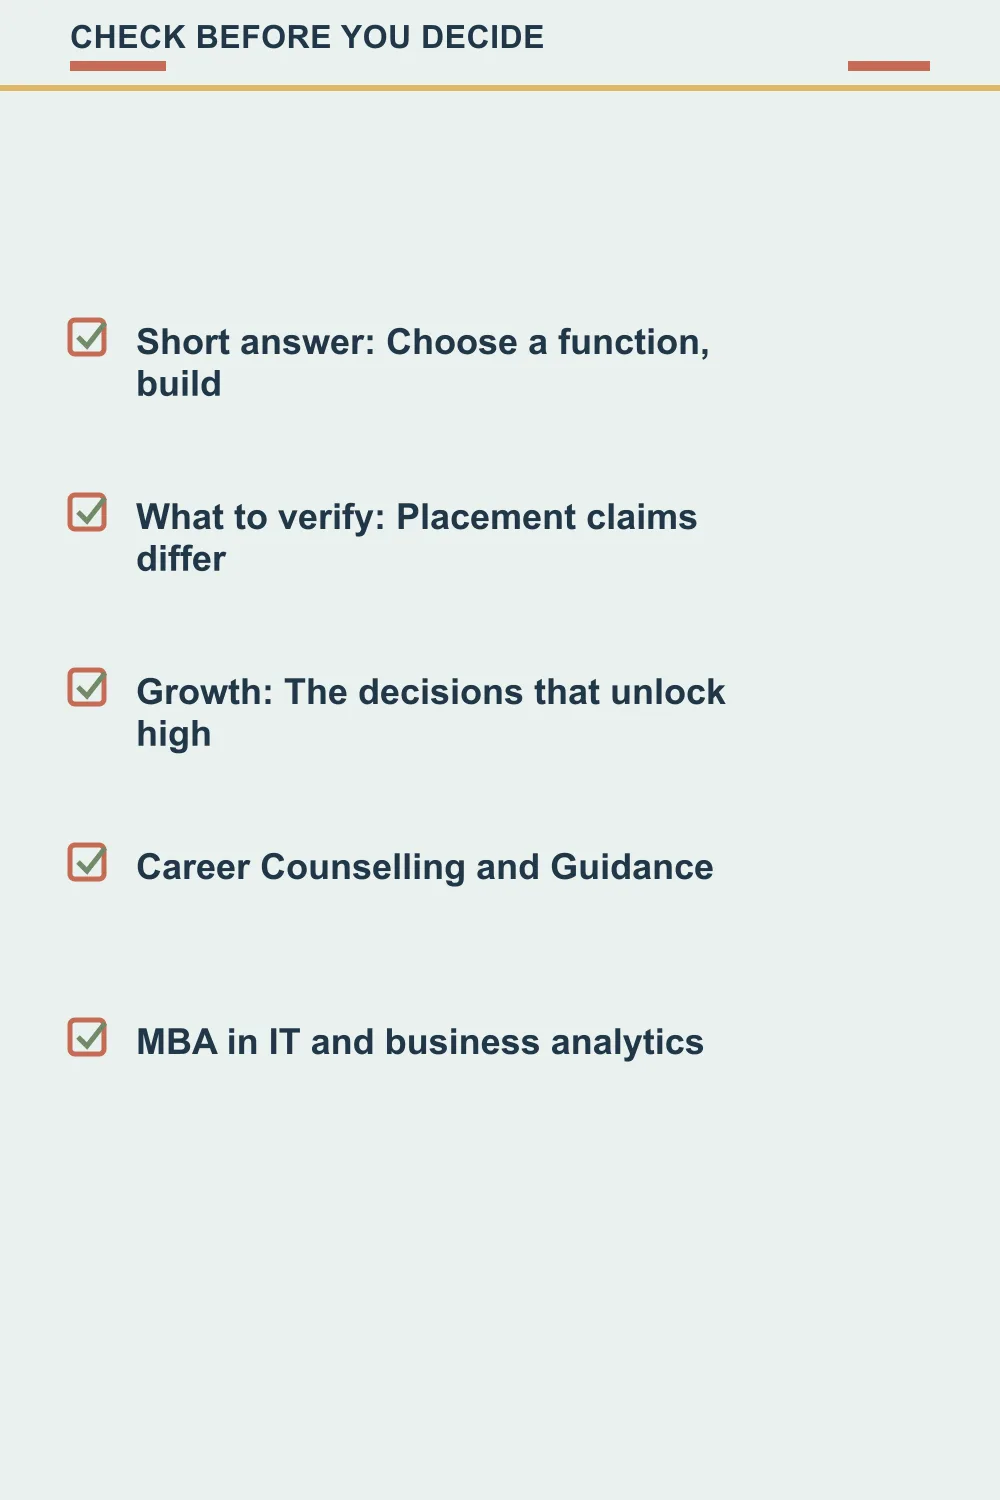 CHECK BEFORE YOU DECIDE
Short answer: Choose a function,
build
What to verify: Placement claims
differ
Growth: The decisions that unlock
high
Career Counselling and Guidance
MBA in IT and business analytics